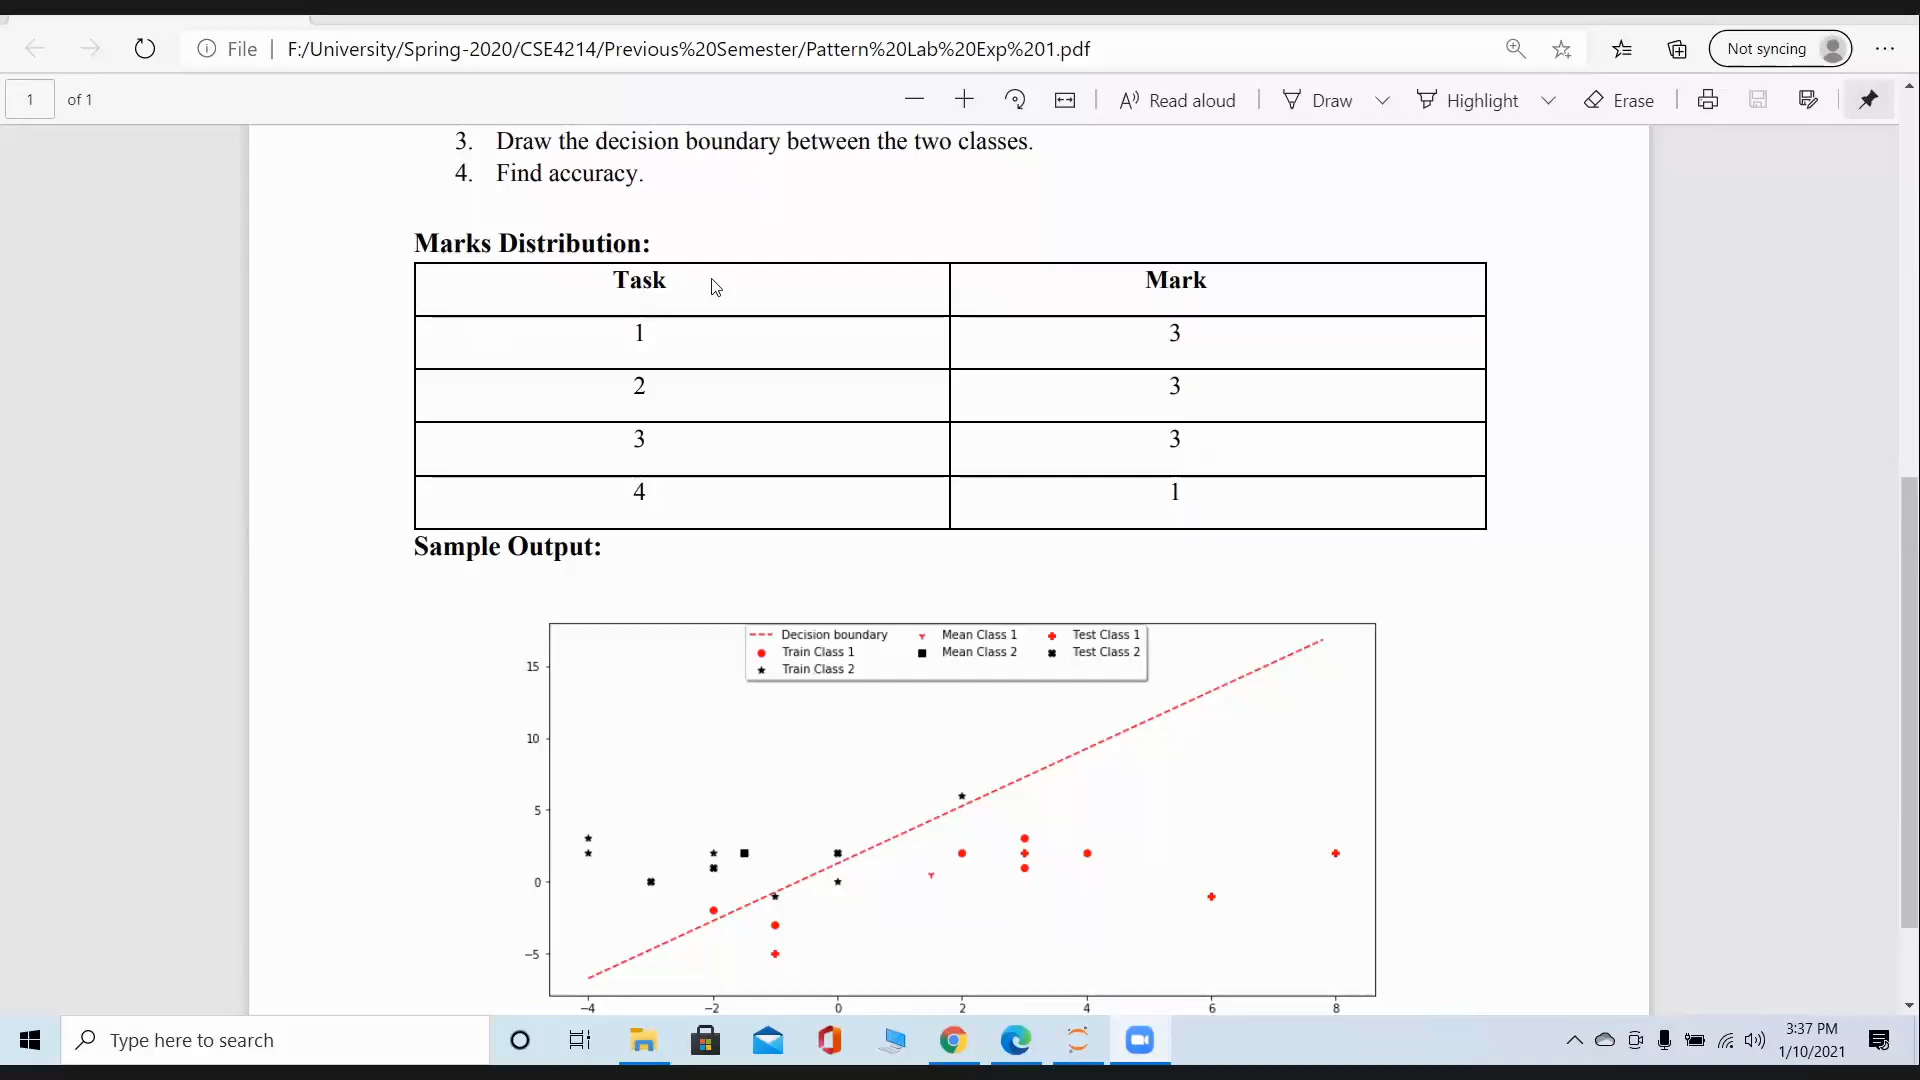 File | F:/University/Spring-2020/CSE4214/Previous%20Semester/Pattern%20Lab%20Exp%201.pdf
Not syncing
1 of 1
Read aloud
Draw
Highlight
Erase
3. Draw the decision boundary between the two classes.
4. Find accuracy.
Marks Distribution:
Task Mark
1 3
2 3
3 3
4 1
Sample Output:
Decision boundary Mean Class 1 Test Class 1
Train Class 1 Mean Class 2 Test Class 2
Train Class 2
15
10
5
0
−5
−4 −2 0 2 4 6 8
Type here to search
3:37 PM
1/10/2021